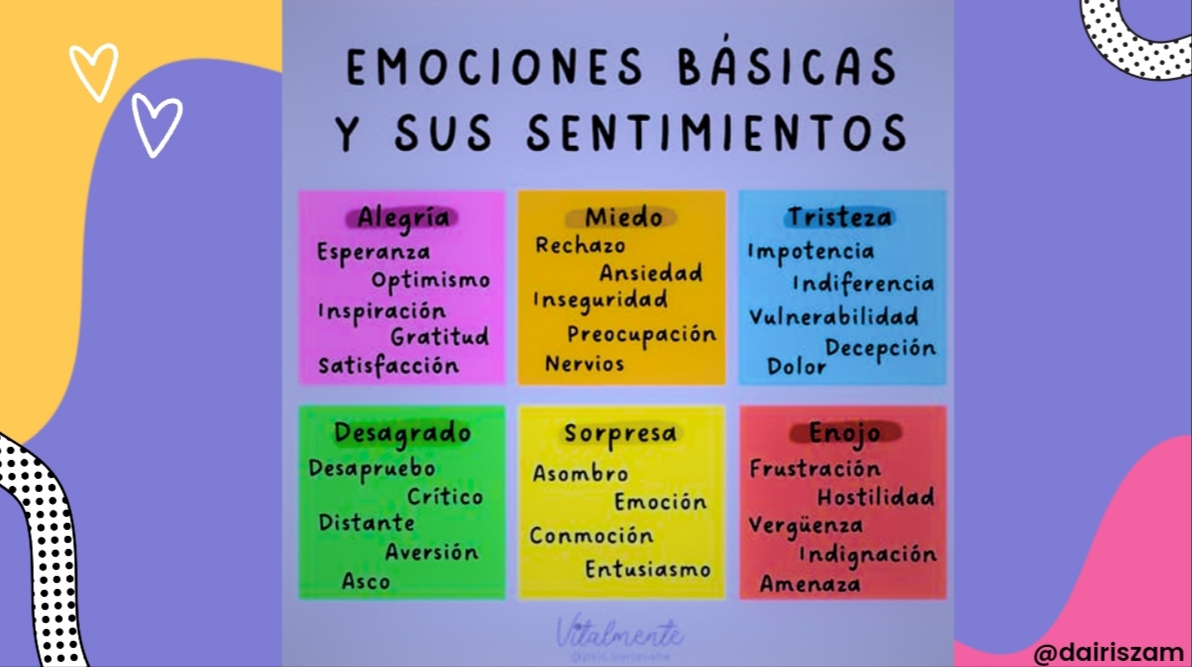 EMOCIONES BÁSICAS
Y SUS SENTIMIENTOS
Alegría
Esperanza
Optimismo
Inspiración
Gratitud
Satisfacción
Miedo
Rechazo
Ansiedad
Inseguridad
Preocupación
Nervios
Tristeza
Impotencia
Indiferencia
Vulnerabilidad
Decepción
Dolor
Desagrado
Desapruebo
Crítico
Distante
Aversión
Asco
Sorpresa
Asombro
Emoción
Conmoción
Entusiasmo
Enojo
Frustración
Hostilidad
Vergüenza
Indignación
Amenaza
Vitalmente
@dairiszam